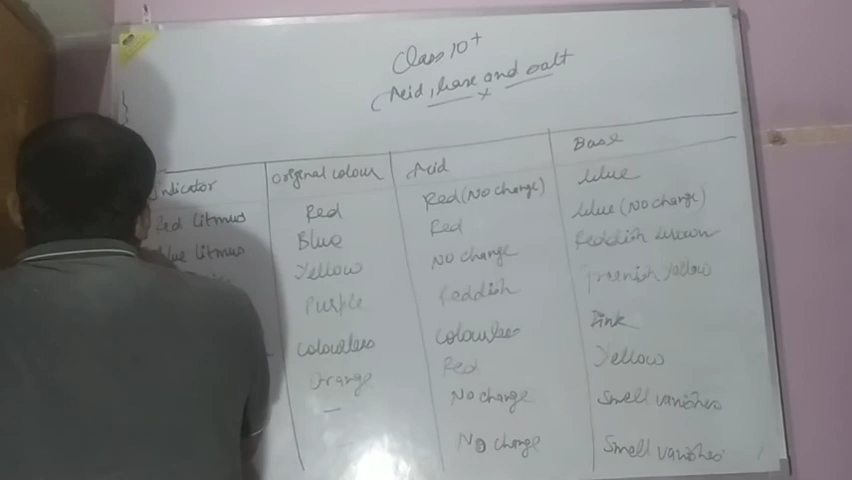 Class 10+
(Acid, base and salt
Indicator Original colour Acid Base
Red litmus Red Red (No change) blue
Blue litmus Blue Red blue (No change)
Yellow No change Reddish brown
Purple Reddish Greenish Yellow
Colourless Colourless Pink
Orange Red Yellow
— No change Smell vanishes
No change Smell vanishes